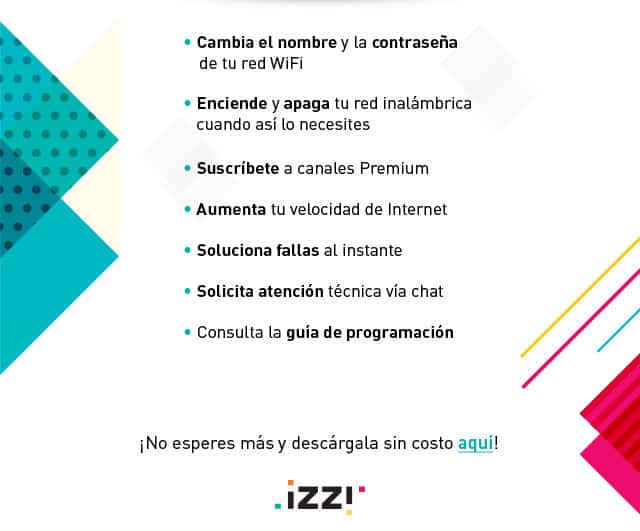 • Cambia el nombre y la contraseña
de tu red WiFi
• Enciende y apaga tu red inalámbrica
cuando así lo necesites
• Suscríbete a canales Premium
• Aumenta tu velocidad de Internet
• Soluciona fallas al instante
• Solicita atención técnica vía chat
• Consulta la guía de programación
¡No esperes más y descárgala sin costo aquí!
izzi